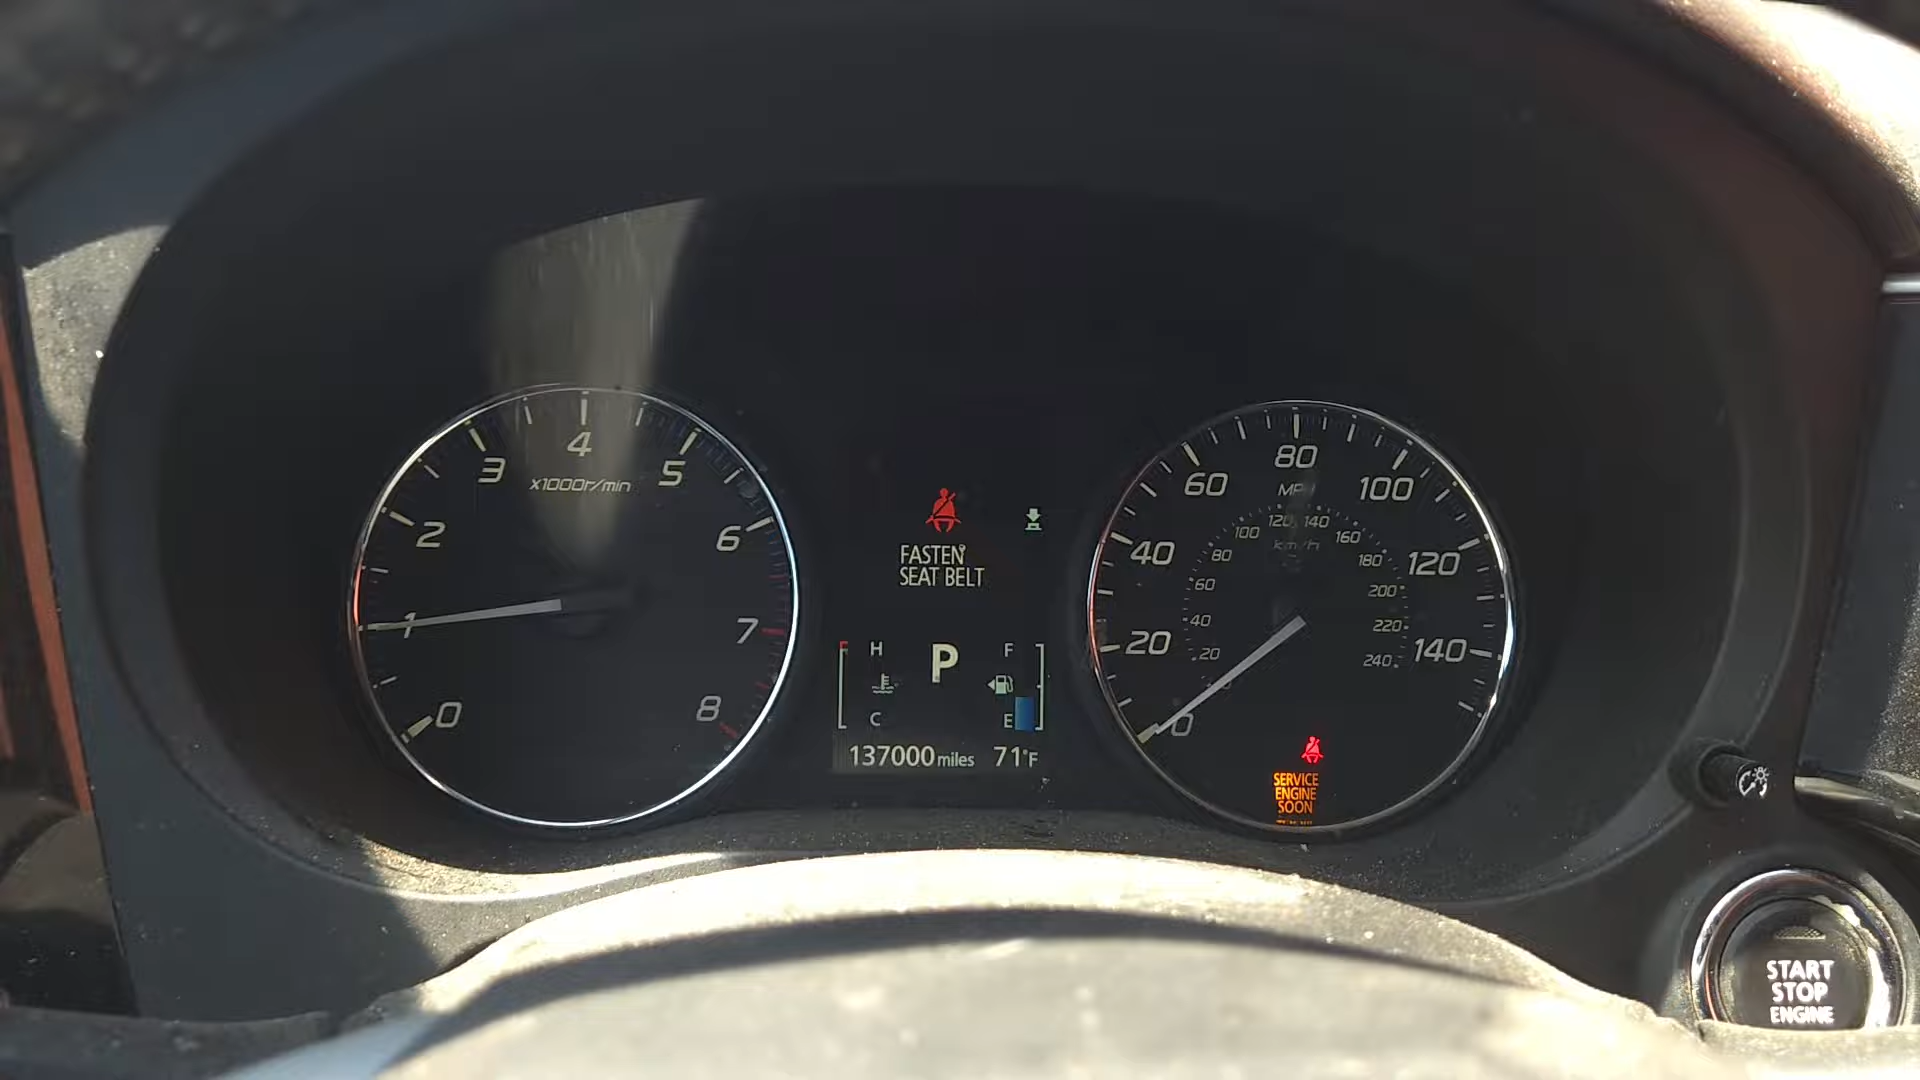 0
1
2
3
4
5
6
7
8
x1000r/min
FASTEN
SEAT BELT
H
C
P
F
E
137000 miles 71°F
0
20
40
60
80
100
120
140
20
40
60
80
100
120
140
160
180
200
220
240
km/h
SERVICE
ENGINE
SOON
START
STOP
ENGINE